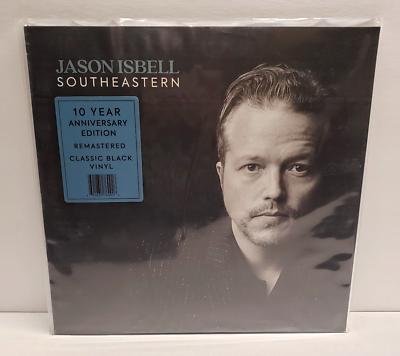 JASON ISBELL
SOUTHEASTERN
10 YEAR
ANNIVERSARY
EDITION
REMASTERED
CLASSIC BLACK
VINYL